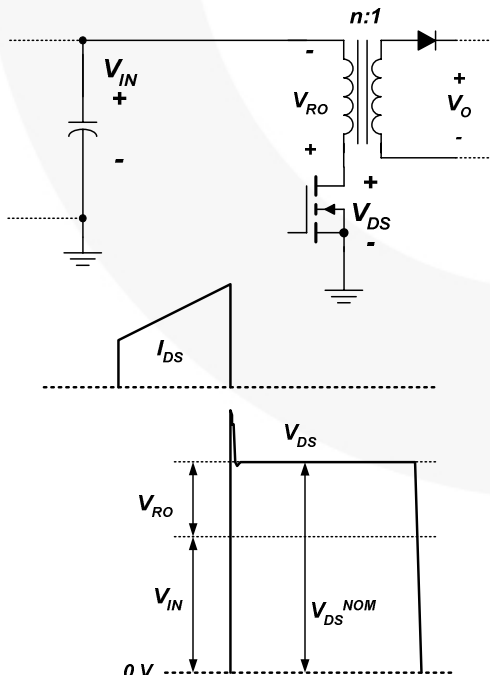 n:1
V_IN
+
-
-
V_RO
+
+
V_O
-
+
V_DS
-
I_DS
V_DS
V_RO
V_IN
V_DS^NOM
0 V